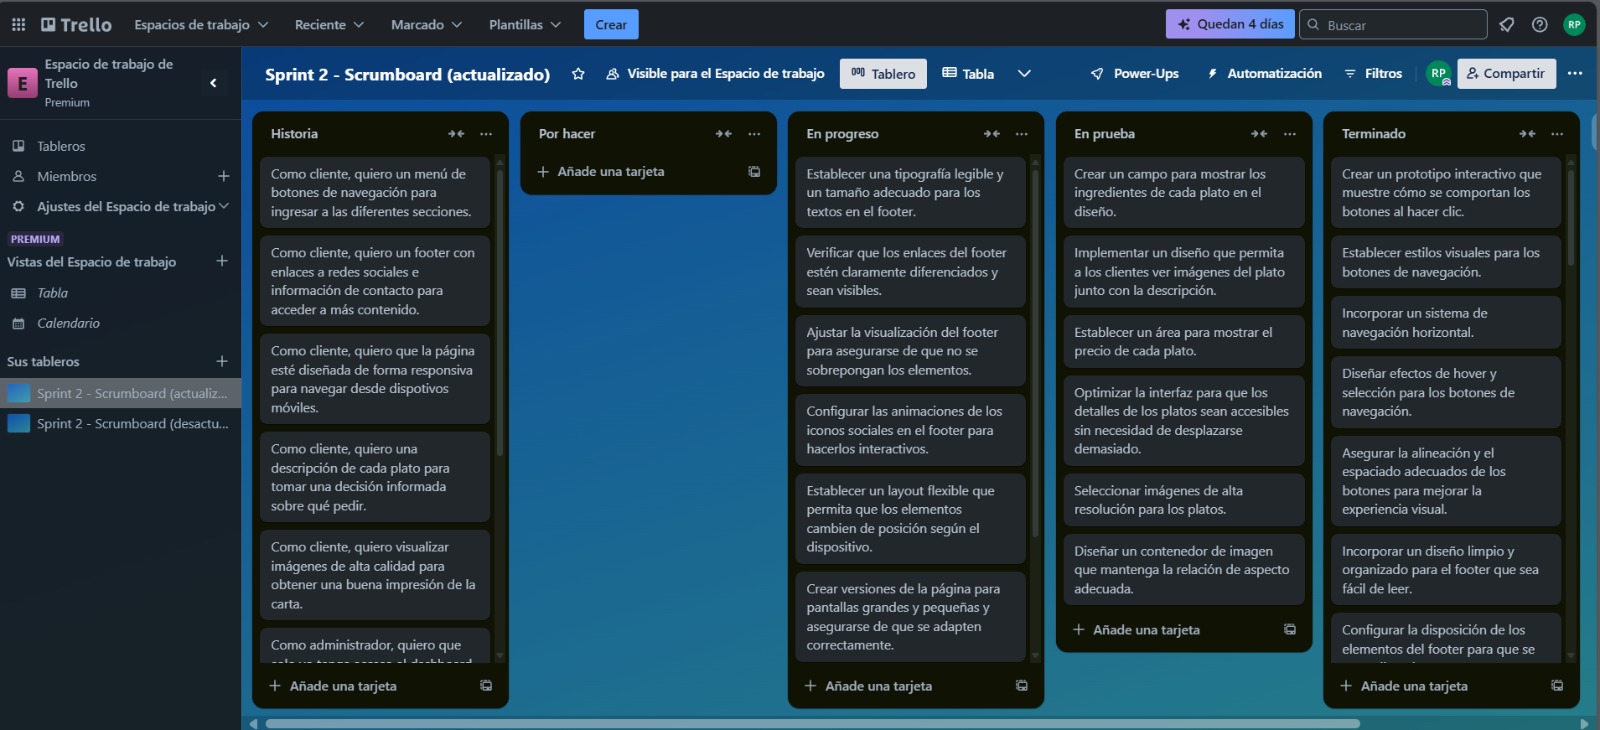 Trello
Espacios de trabajo
Reciente
Marcado
Plantillas
Crear
Quedan 4 días
Buscar
RP
E
Espacio de trabajo de
Trello
Premium
Sprint 2 - Scrumboard (actualizado)
Visible para el Espacio de trabajo
Tablero
Tabla
Power-Ups
Automatización
Filtros
RP
Compartir
Tableros
Miembros
Ajustes del Espacio de trabajo
PREMIUM
Vistas del Espacio de trabajo
Tabla
Calendario
Sus tableros
Sprint 2 - Scrumboard (actualiz...
Sprint 2 - Scrumboard (desactu...
Historia
Como cliente, quiero un menú de
botones de navegación para
ingresar a las diferentes secciones.
Como cliente, quiero un footer con
enlaces a redes sociales e
información de contacto para
acceder a más contenido.
Como cliente, quiero que la página
esté diseñada de forma responsiva
para navegar desde dispotivos
móviles.
Como cliente, quiero una
descripción de cada plato para
tomar una decisión informada
sobre qué pedir.
Como cliente, quiero visualizar
imágenes de alta calidad para
obtener una buena impresión de la
carta.
Como administrador, quiero que
Añade una tarjeta
Por hacer
Añade una tarjeta
En progreso
Establecer una tipografía legible y
un tamaño adecuado para los
textos en el footer.
Verificar que los enlaces del footer
estén claramente diferenciados y
sean visibles.
Ajustar la visualización del footer
para asegurarse de que no se
sobrepongan los elementos.
Configurar las animaciones de los
iconos sociales en el footer para
hacerlos interactivos.
Establecer un layout flexible que
permita que los elementos
cambien de posición según el
dispositivo.
Crear versiones de la página para
pantallas grandes y pequeñas y
asegurarse de que se adapten
correctamente.
Añade una tarjeta
En prueba
Crear un campo para mostrar los
ingredientes de cada plato en el
diseño.
Implementar un diseño que permita
a los clientes ver imágenes del plato
junto con la descripción.
Establecer un área para mostrar el
precio de cada plato.
Optimizar la interfaz para que los
detalles de los platos sean accesibles
sin necesidad de desplazarse
demasiado.
Seleccionar imágenes de alta
resolución para los platos.
Diseñar un contenedor de imagen
que mantenga la relación de aspecto
adecuada.
Añade una tarjeta
Terminado
Crear un prototipo interactivo que
muestre cómo se comportan los
botones al hacer clic.
Establecer estilos visuales para los
botones de navegación.
Incorporar un sistema de
navegación horizontal.
Diseñar efectos de hover y
selección para los botones de
navegación.
Asegurar la alineación y el
espaciado adecuados de los
botones para mejorar la
experiencia visual.
Incorporar un diseño limpio y
organizado para el footer que sea
fácil de leer.
Configurar la disposición de los
elementos del footer para que se
Añade una tarjeta